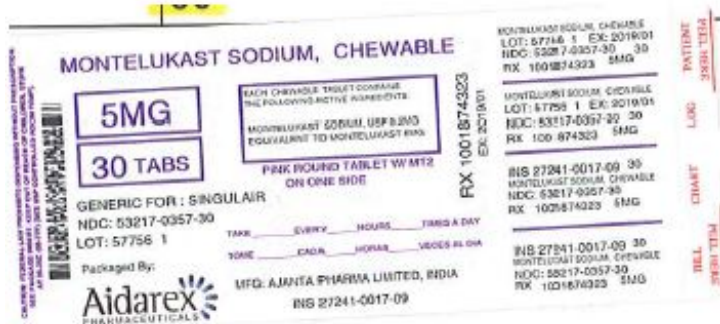 MONTELUKAST SODIUM, CHEWABLE
5MG
30 TABS
EACH CHEWABLE TABLET CONTAINS
THE FOLLOWING ACTIVE INGREDIENTS:
MONTELUKAST SODIUM, USP 5.2MG
EQUIVALENT TO MONTELUKAST 5MG
PINK ROUND TABLET W/ M12
ON ONE SIDE
GENERIC FOR : SINGULAIR
NDC: 53217-0357-30
LOT: 57756 1
TAKE EVERY HOURS TIMES A DAY
TOME CADA HORAS VECES AL DIA
Packaged By:
Aidarex
PHARMACEUTICALS
MFG: AJANTA PHARMA LIMITED, INDIA
INS 27241-0017-09
RX 1001874323
EX: 2019/01
MONTELUKAST SODIUM, CHEWABLE
LOT: 57756 1 EX: 2019/01
NDC: 53217-0357-30 30
RX 1001874323 5MG
MONTELUKAST SODIUM, CHEWABLE
LOT: 57756 1 EX: 2019/01
NDC: 53217-0357-30 30
RX 1001874323 5MG
INS 27241-0017-09 30
MONTELUKAST SODIUM, CHEWABLE
NDC: 53217-0357-30
RX 1001874323 5MG
INS 27241-0017-09 30
MONTELUKAST SODIUM, CHEWABLE
NDC: 53217-0357-30
RX 1001874323 5MG
PATIENT
PEEL HERE
LOG
CHART
BILL
PEEL HERE